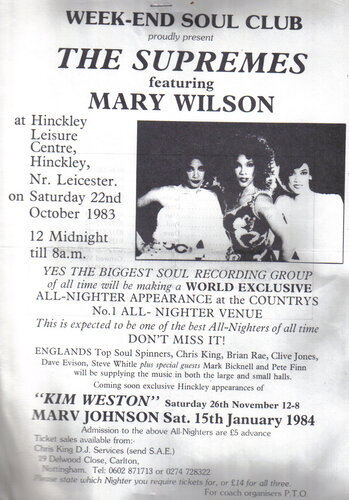 WEEK-END SOUL CLUB
proudly present
THE SUPREMES
featuring
MARY WILSON
at Hinckley
Leisure
Centre,
Hinckley,
Nr. Leicester.
on Saturday 22nd
October 1983
12 Midnight
till 8a.m.
YES THE BIGGEST SOUL RECORDING GROUP
of all time will be making a WORLD EXCLUSIVE
ALL-NIGHTER APPEARANCE at the COUNTRYS
No.1 ALL- NIGHTER VENUE
This is expected to be one of the best All-Nighters of all time
DON'T MISS IT!
ENGLANDS Top Soul Spinners, Chris King, Brian Rae, Clive Jones,
Dave Evison, Steve Whitle plus special guests Mark Bicknell and Pete Finn
will be supplying the music in both the large and small halls.
Coming soon exclusive Hinckley appearances of
"KIM WESTON" Saturday 26th November 12-8
MARV JOHNSON Sat. 15th January 1984
Admission to the above All-Nighters are £5 advance
Ticket sales available from:-
Chris King D.J. Services (send S.A.E.)
39 Delwood Close, Carlton,
Nottingham. Tel: 0602 871713 or 0274 728322
Please state which Nighter you require tickets for, or £14 for all three.
For coach organisers P.T.O.